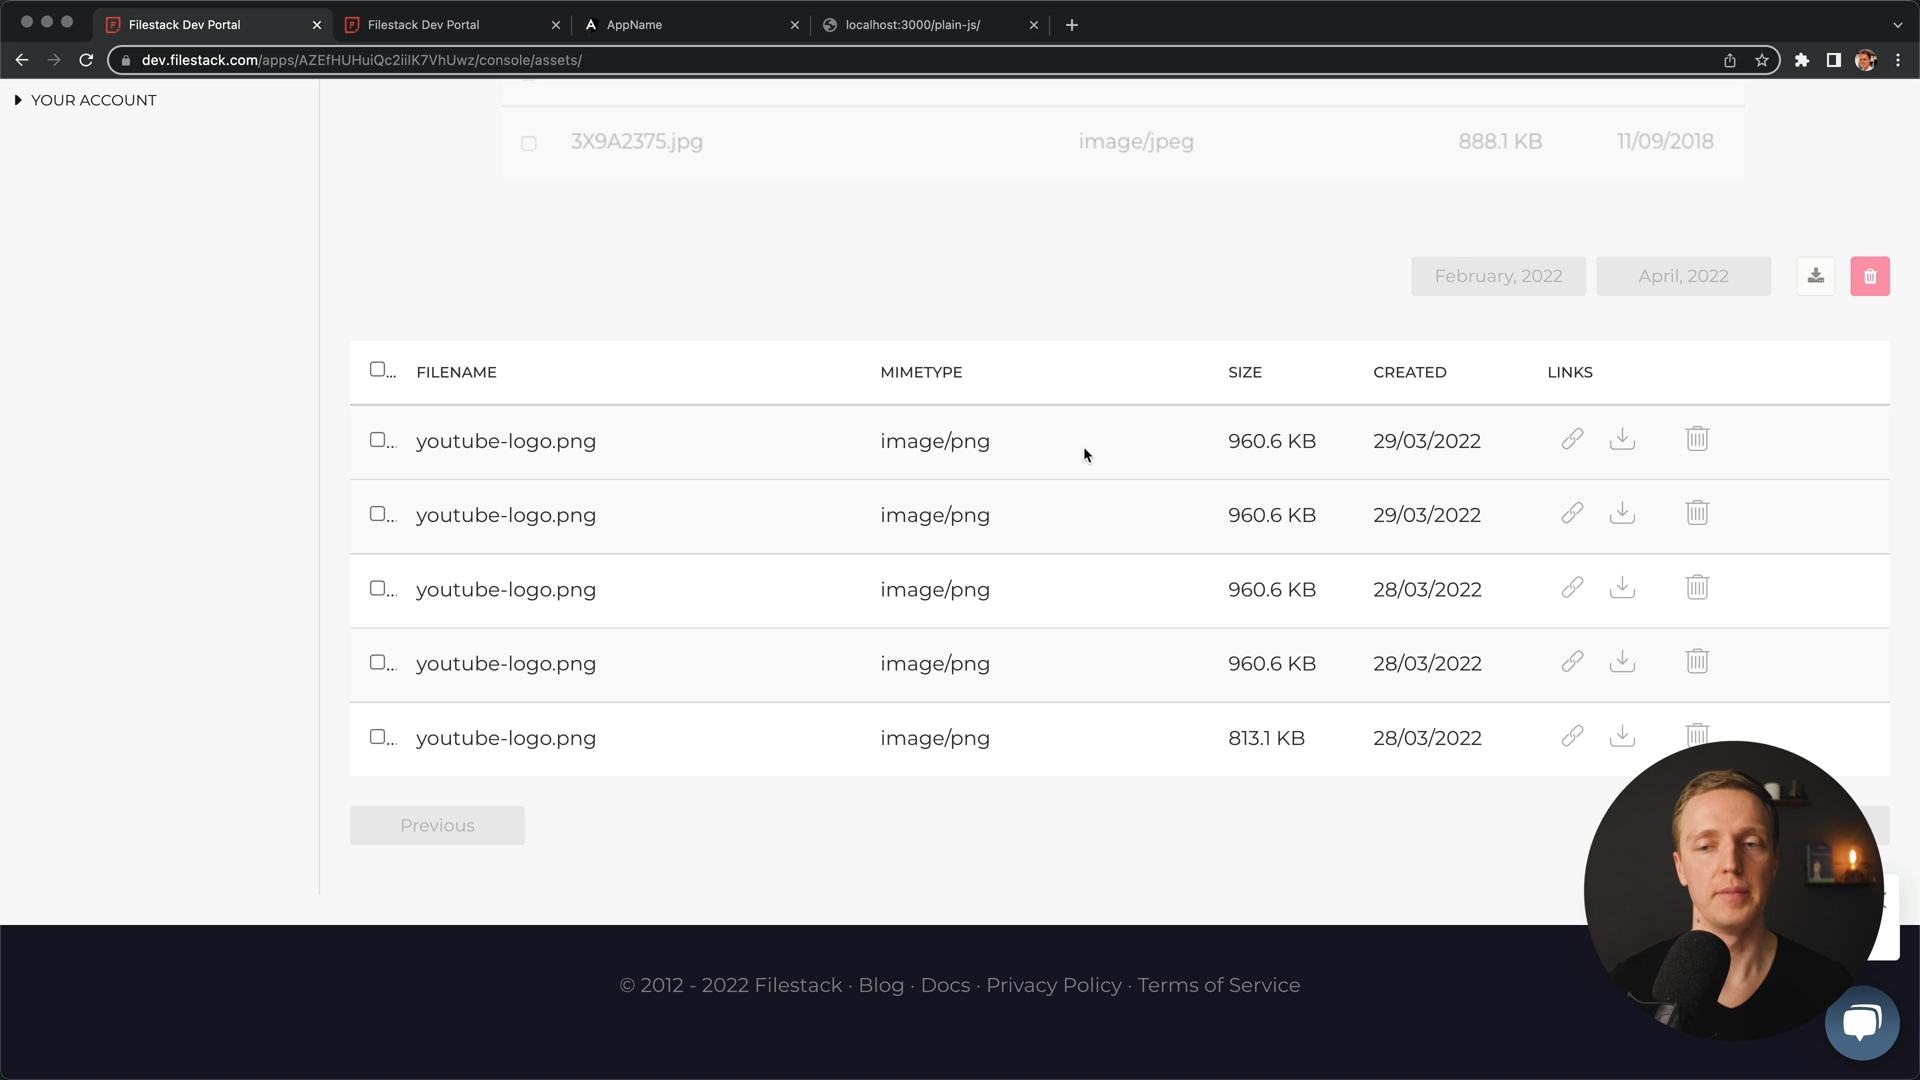 Filestack Dev Portal
Filestack Dev Portal
AppName
localhost:3000/plain-js/
dev.filestack.com/apps/AZEfHUHuiQc2iiIK7VhUwz/console/assets/
YOUR ACCOUNT
3X9A2375.jpg image/jpeg 888.1 KB 11/09/2018
February, 2022 April, 2022
... FILENAME MIMETYPE SIZE CREATED LINKS
... youtube-logo.png image/png 960.6 KB 29/03/2022
... youtube-logo.png image/png 960.6 KB 29/03/2022
... youtube-logo.png image/png 960.6 KB 28/03/2022
... youtube-logo.png image/png 960.6 KB 28/03/2022
... youtube-logo.png image/png 813.1 KB 28/03/2022
Previous
© 2012 - 2022 Filestack · Blog · Docs · Privacy Policy · Terms of Service